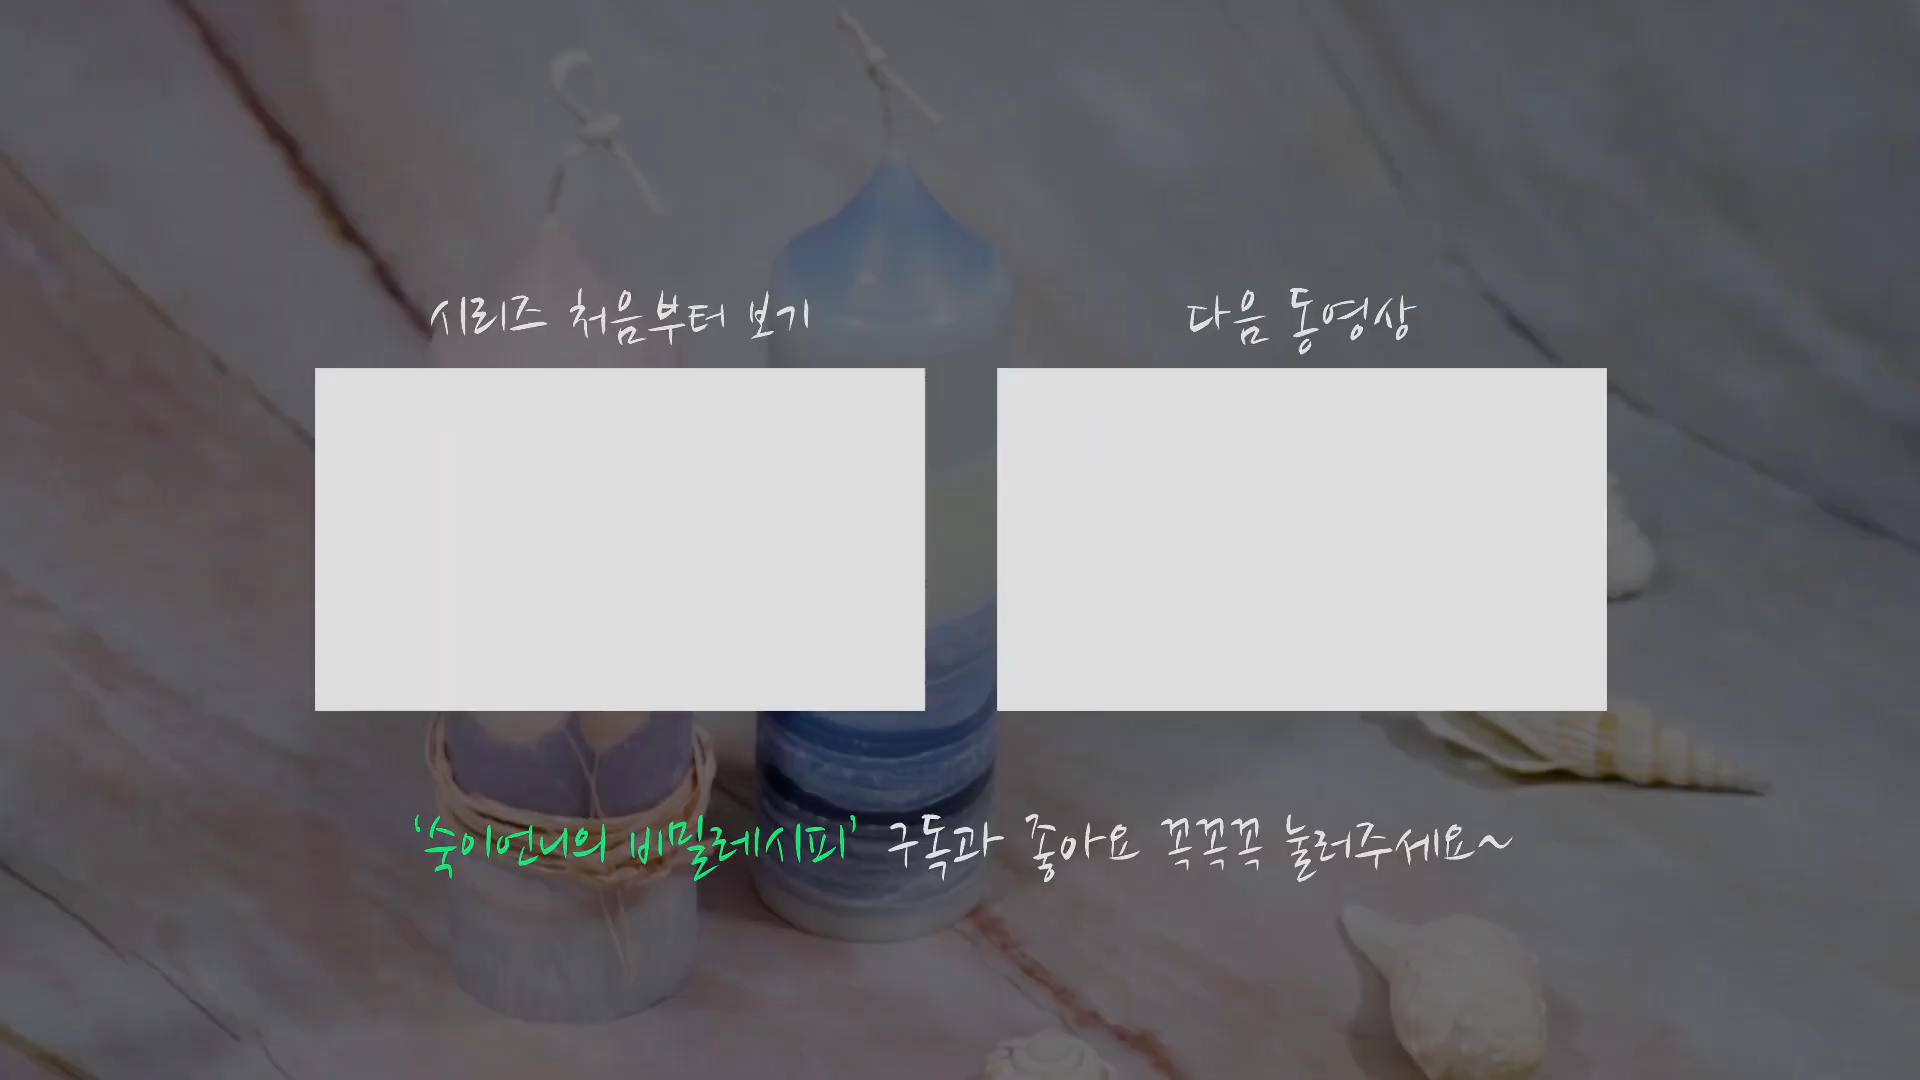 시리즈 처음부터 보기
다음 동영상
‘숙이언니의 비밀레시피’ 구독과 좋아요 꼭꼭꼭 눌러주세요~